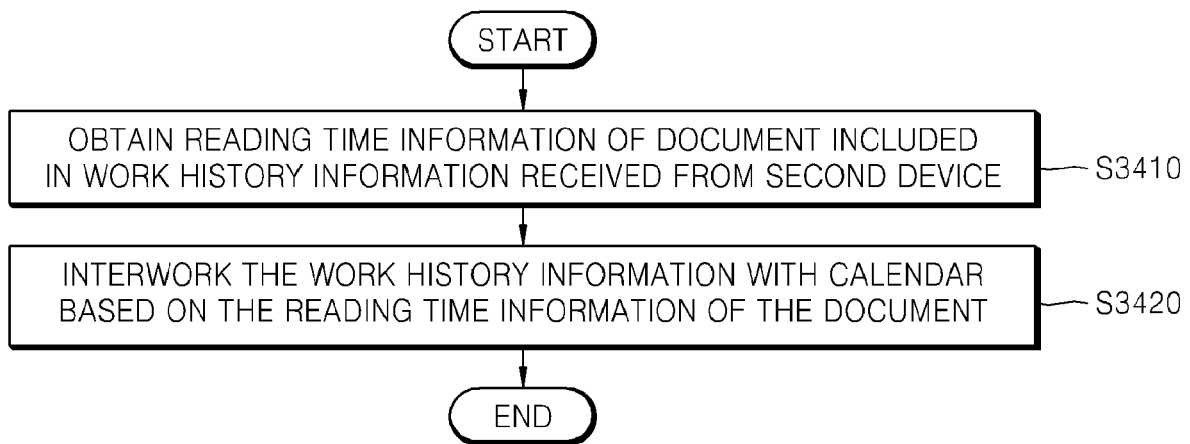 START
OBTAIN READING TIME INFORMATION OF DOCUMENT INCLUDED
IN WORK HISTORY INFORMATION RECEIVED FROM SECOND DEVICE
S3410
INTERWORK THE WORK HISTORY INFORMATION WITH CALENDAR
BASED ON THE READING TIME INFORMATION OF THE DOCUMENT
S3420
END